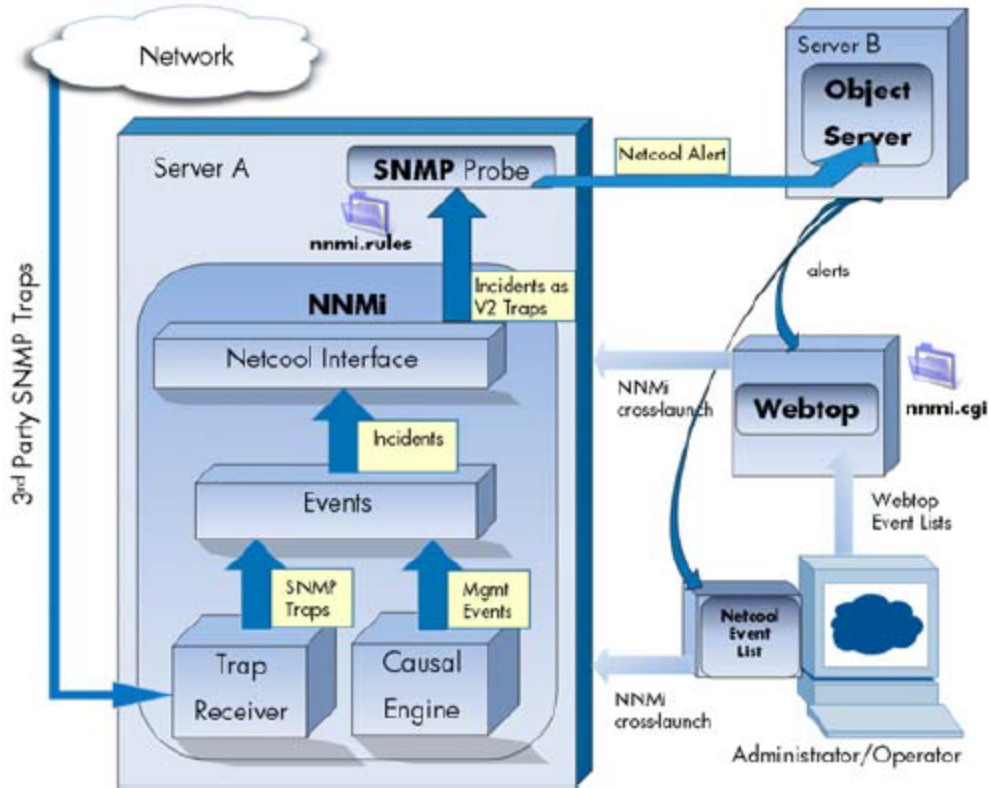 Network
Server B
Object
Server
Server A
SNMP Probe
Netcool Alert
nnmi.rules
Incidents as
V2 Traps
alerts
NNMi
Netcool Interface
NNMi
cross-launch
Webtop
nnmi.cgi
3rd Party SNMP Traps
Incidents
Events
Webtop
Event Lists
SNMP
Traps
Mgmt
Events
Netcool
Event
List
Trap
Receiver
Causal
Engine
NNMi
cross-launch
Administrator/Operator